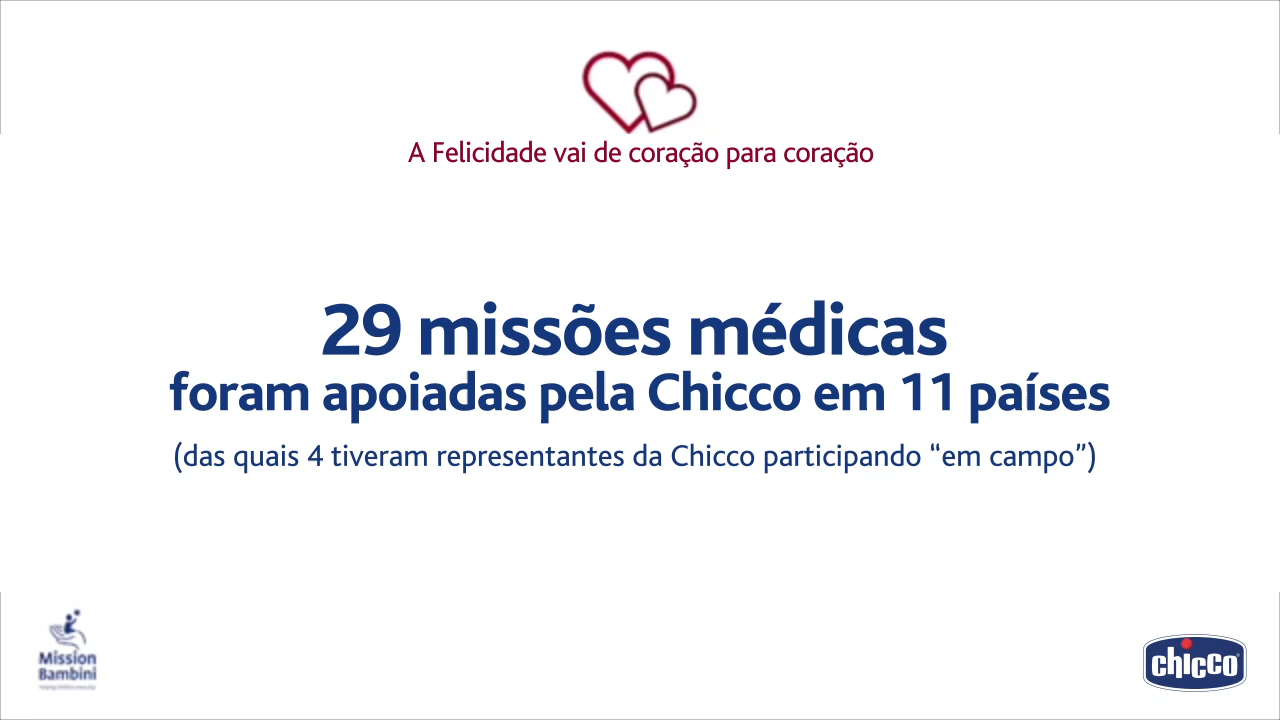 A Felicidade vai de coração para coração
29 missões médicas
foram apoiadas pela Chicco em 11 países
(das quais 4 tiveram representantes da Chicco participando “em campo”)
Mission
Bambini
chicco